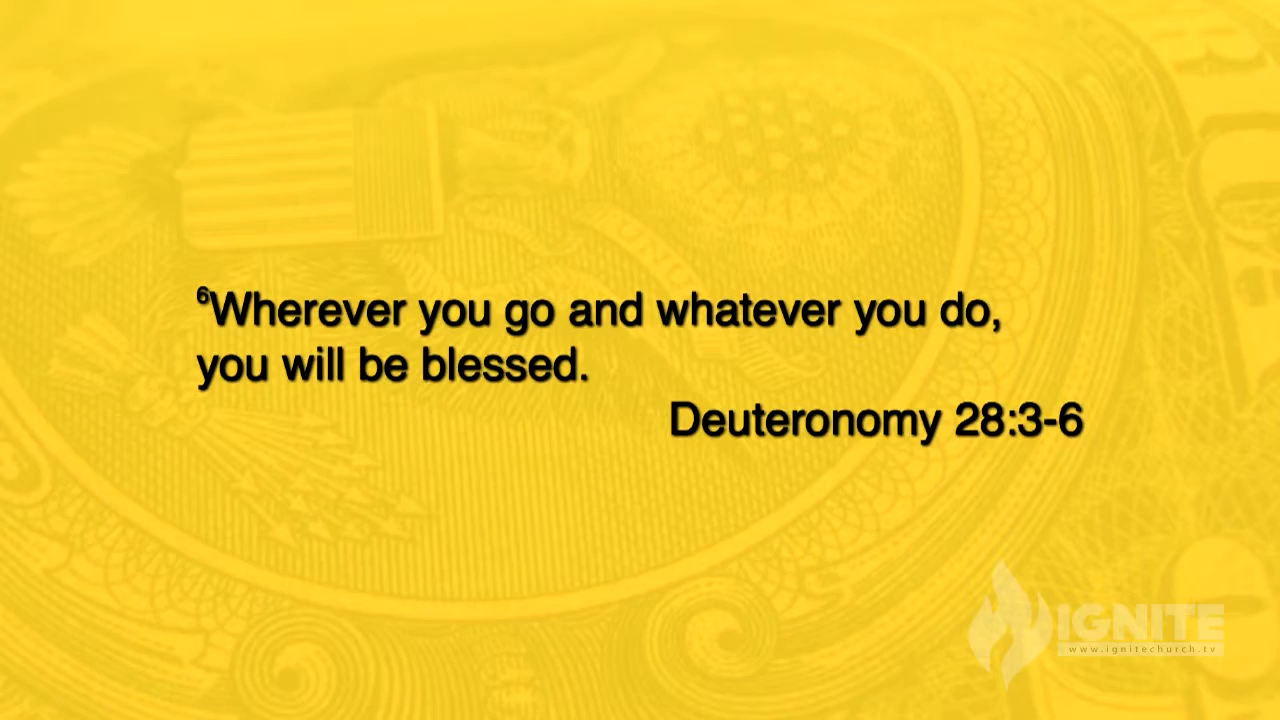 ⁶Wherever you go and whatever you do,
you will be blessed.
Deuteronomy 28:3-6
IGNITE
www.ignitechurch.tv